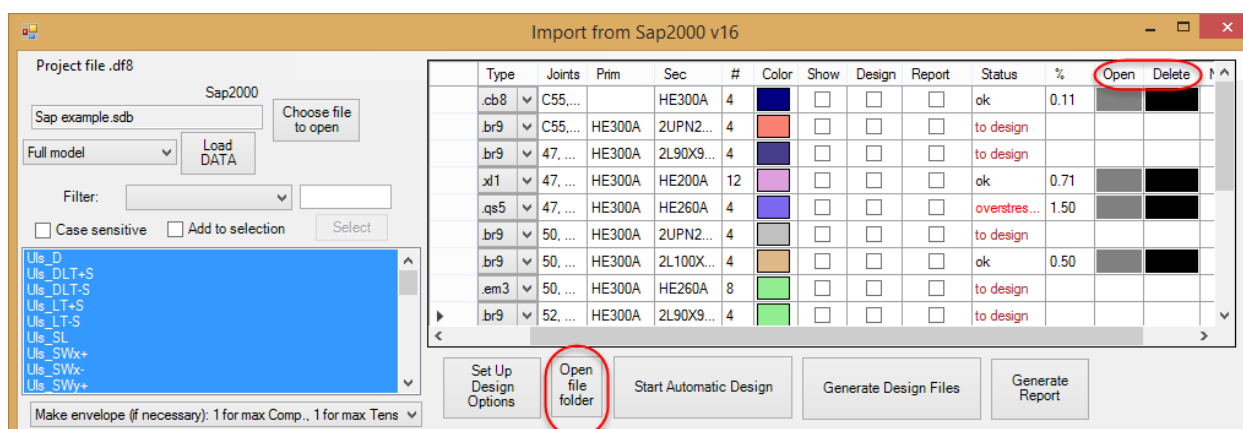 Import from Sap2000 v16
Project file .df8
Sap2000
Sap example.sdb
Choose file
to open
Full model
Load
DATA
Filter:
Case sensitive
Add to selection
Select
Uls_D
Uls_DLT+S
Uls_DLT-S
Uls_LT+S
Uls_LT-S
Uls_SL
Uls_SWx+
Uls_SWx-
Uls_SWy+
Make envelope (if necessary): 1 for max Comp., 1 for max Tens
Type Joints Prim Sec # Color Show Design Report Status % Open Delete
.cb8 C55,... HE300A 4 ok 0.11
.br9 C55,... HE300A 2UPN2... 4 to design
.br9 47, ... HE300A 2L90X9... 4 to design
.xl1 47, ... HE300A HE200A 12 ok 0.71
.qs5 47, ... HE300A HE260A 4 overstres... 1.50
.br9 50, ... HE300A 2UPN2... 4 to design
.br9 50, ... HE300A 2L100X... 4 ok 0.50
.em3 50, ... HE300A HE260A 8 to design
.br9 52, ... HE300A 2L90X9... 4 to design
Set Up
Design
Options
Open
file
folder
Start Automatic Design
Generate Design Files
Generate
Report